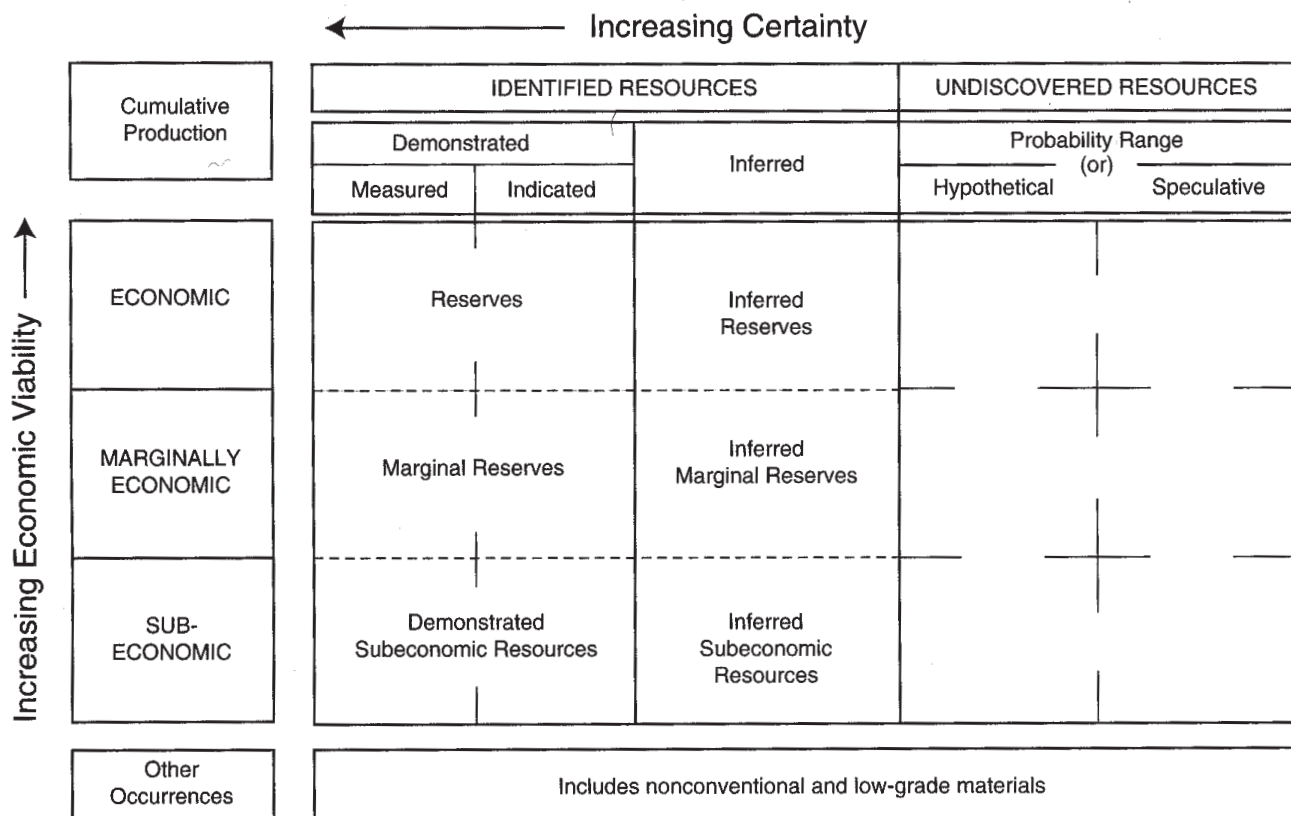 Increasing Certainty
Cumulative
Production
IDENTIFIED RESOURCES
UNDISCOVERED RESOURCES
Demonstrated
Measured
Indicated
Inferred
Probability Range
(or)
Hypothetical
Speculative
Increasing Economic Viability
ECONOMIC
Reserves
Inferred
Reserves
MARGINALLY
ECONOMIC
Marginal Reserves
Inferred
Marginal Reserves
SUB-
ECONOMIC
Demonstrated
Subeconomic Resources
Inferred
Subeconomic
Resources
Other
Occurrences
Includes nonconventional and low-grade materials